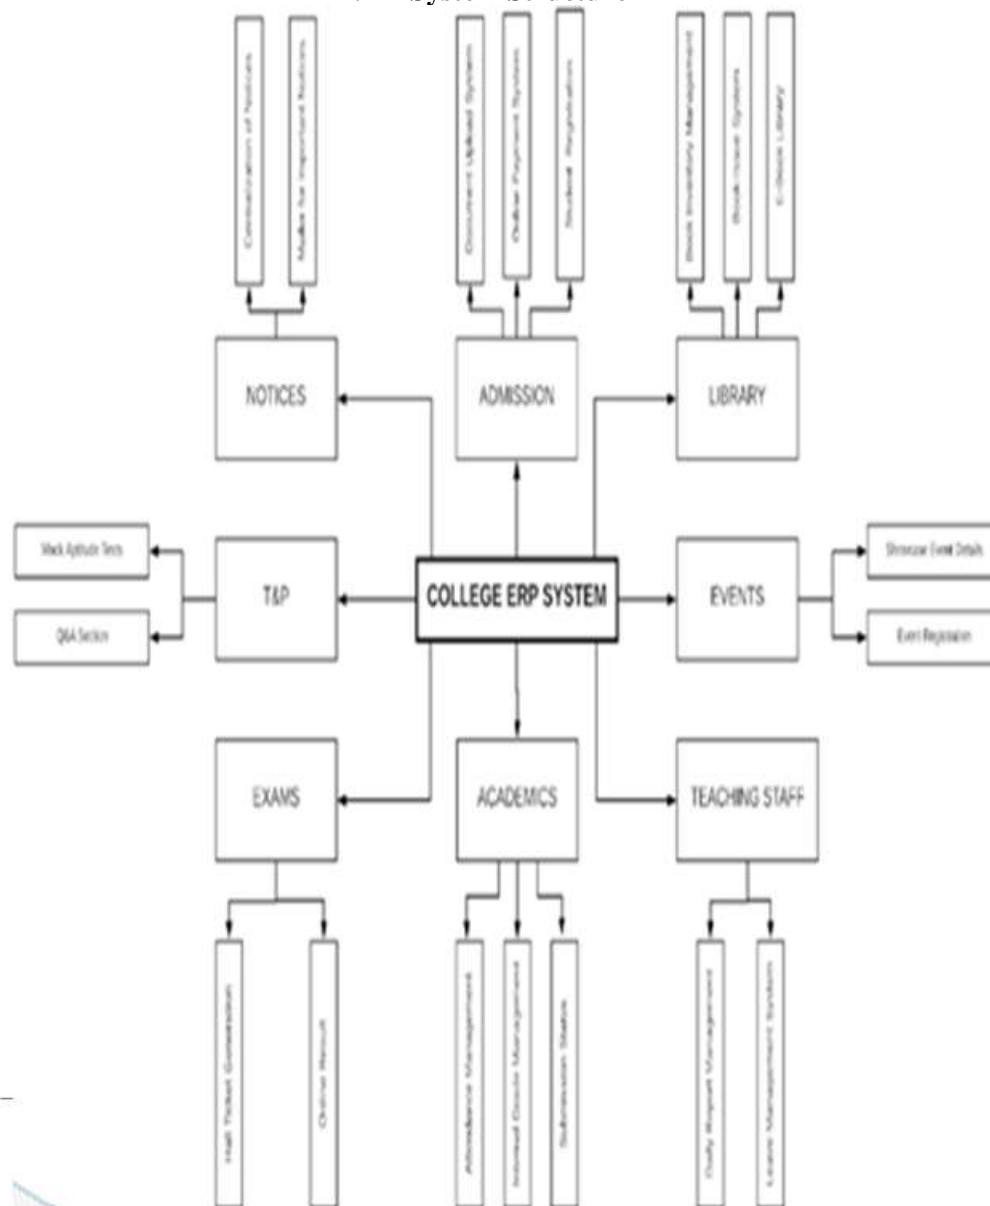 System Structure
Centralization of Notices
Mailer for Important Notices
Document Upload System
Online Payment System
Student Registration
Book Inventory Management
Book Issue System
E-Book Library
NOTICES
ADMISSION
LIBRARY
Mock Aptitude Tests
Q&A Section
T&P
COLLEGE ERP SYSTEM
EVENTS
Showcase Event Details
Event Registration
EXAMS
ACADEMICS
TEACHING STAFF
Hall Ticket Generation
Online Result
Attendance Management
Internal Grade Management
Submission Status
Daily Report Management
Leave Management System